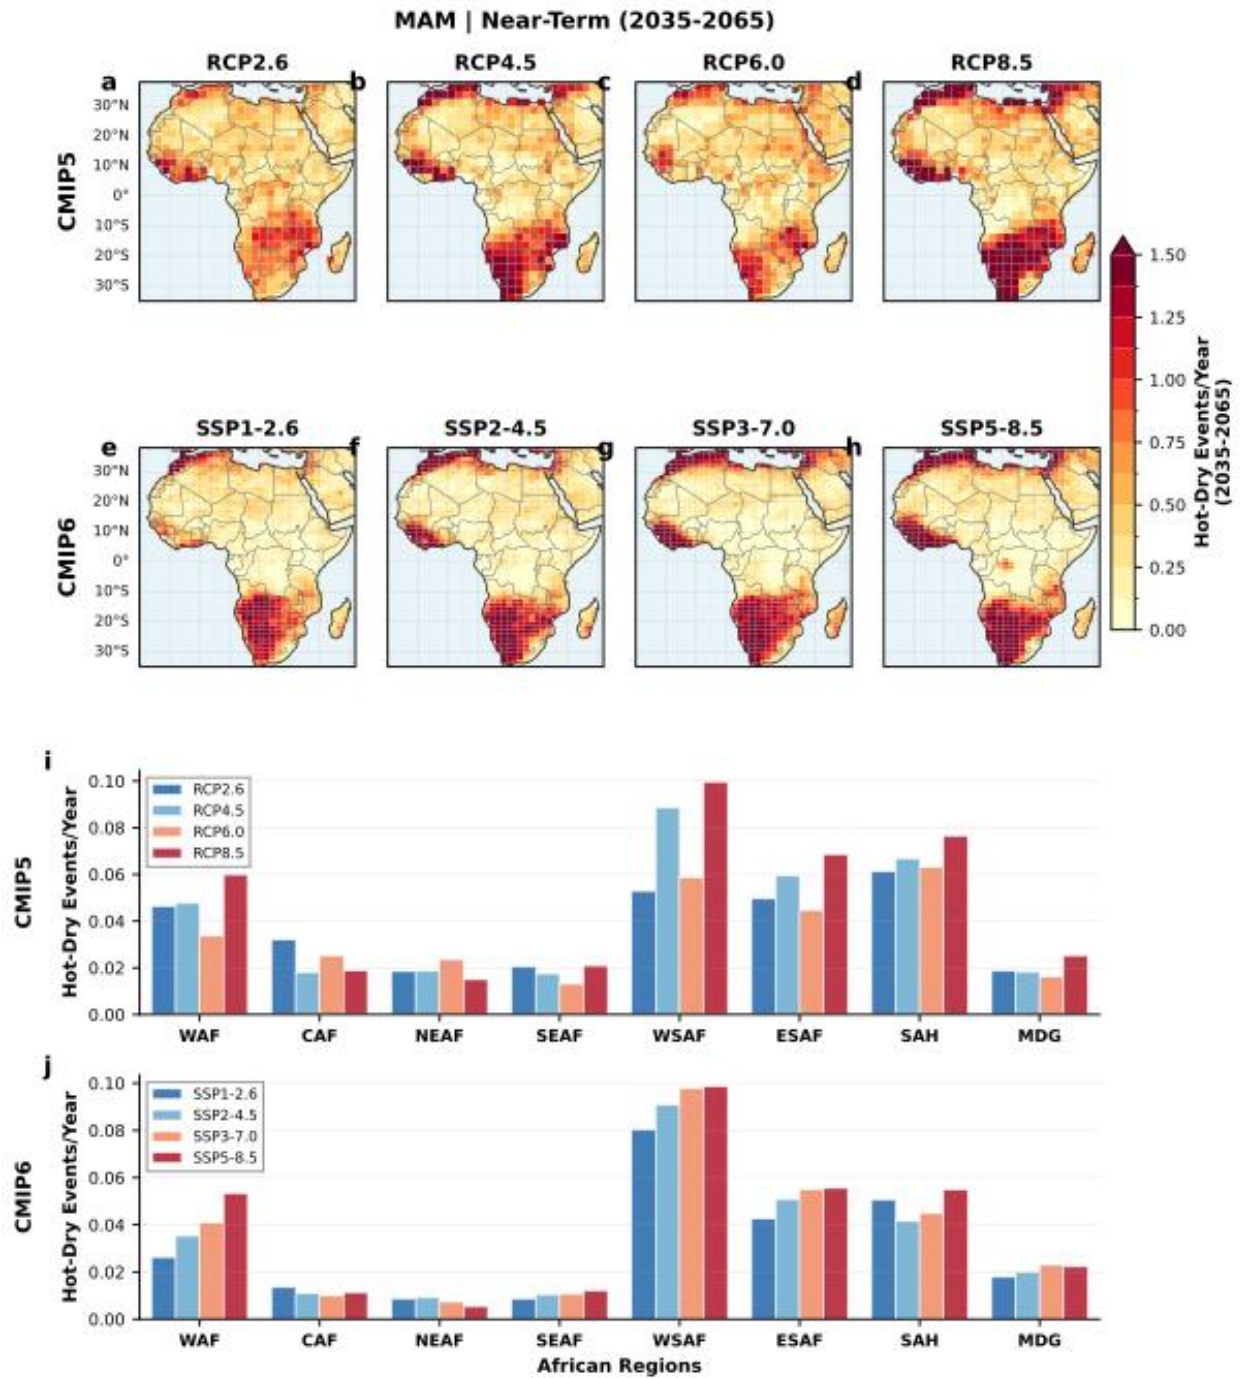 MAM | Near-Term (2035-2065)
RCP2.6 RCP4.5 RCP6.0 RCP8.5
a b c d
CMIP5
30°N
20°N
10°N
0°
10°S
20°S
30°S
SSP1-2.6 SSP2-4.5 SSP3-7.0 SSP5-8.5
e f g h
CMIP6
30°N
20°N
10°N
0°
10°S
20°S
30°S
1.50
1.25
1.00
0.75
0.50
0.25
0.00
Hot-Dry Events/Year
(2035-2065)
i
CMIP5
Hot-Dry Events/Year
0.10
0.08
0.06
0.04
0.02
0.00
RCP2.6
RCP4.5
RCP6.0
RCP8.5
WAF CAF NEAF SEAF WSAF ESAF SAH MDG
j
CMIP6
Hot-Dry Events/Year
0.10
0.08
0.06
0.04
0.02
0.00
SSP1-2.6
SSP2-4.5
SSP3-7.0
SSP5-8.5
WAF CAF NEAF SEAF WSAF ESAF SAH MDG
African Regions